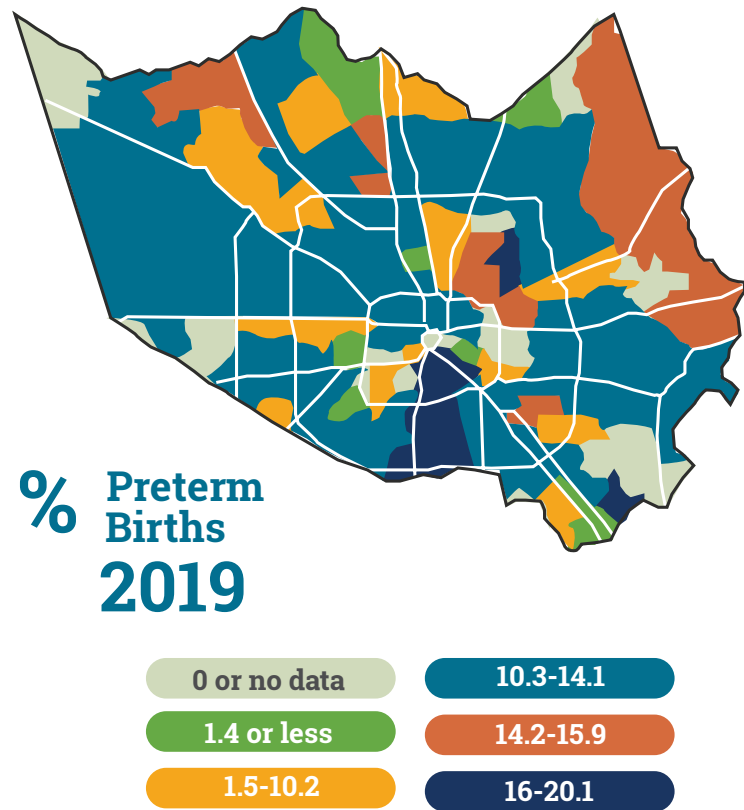 % Preterm
Births
2019
0 or no data
1.4 or less
1.5-10.2
10.3-14.1
14.2-15.9
16-20.1